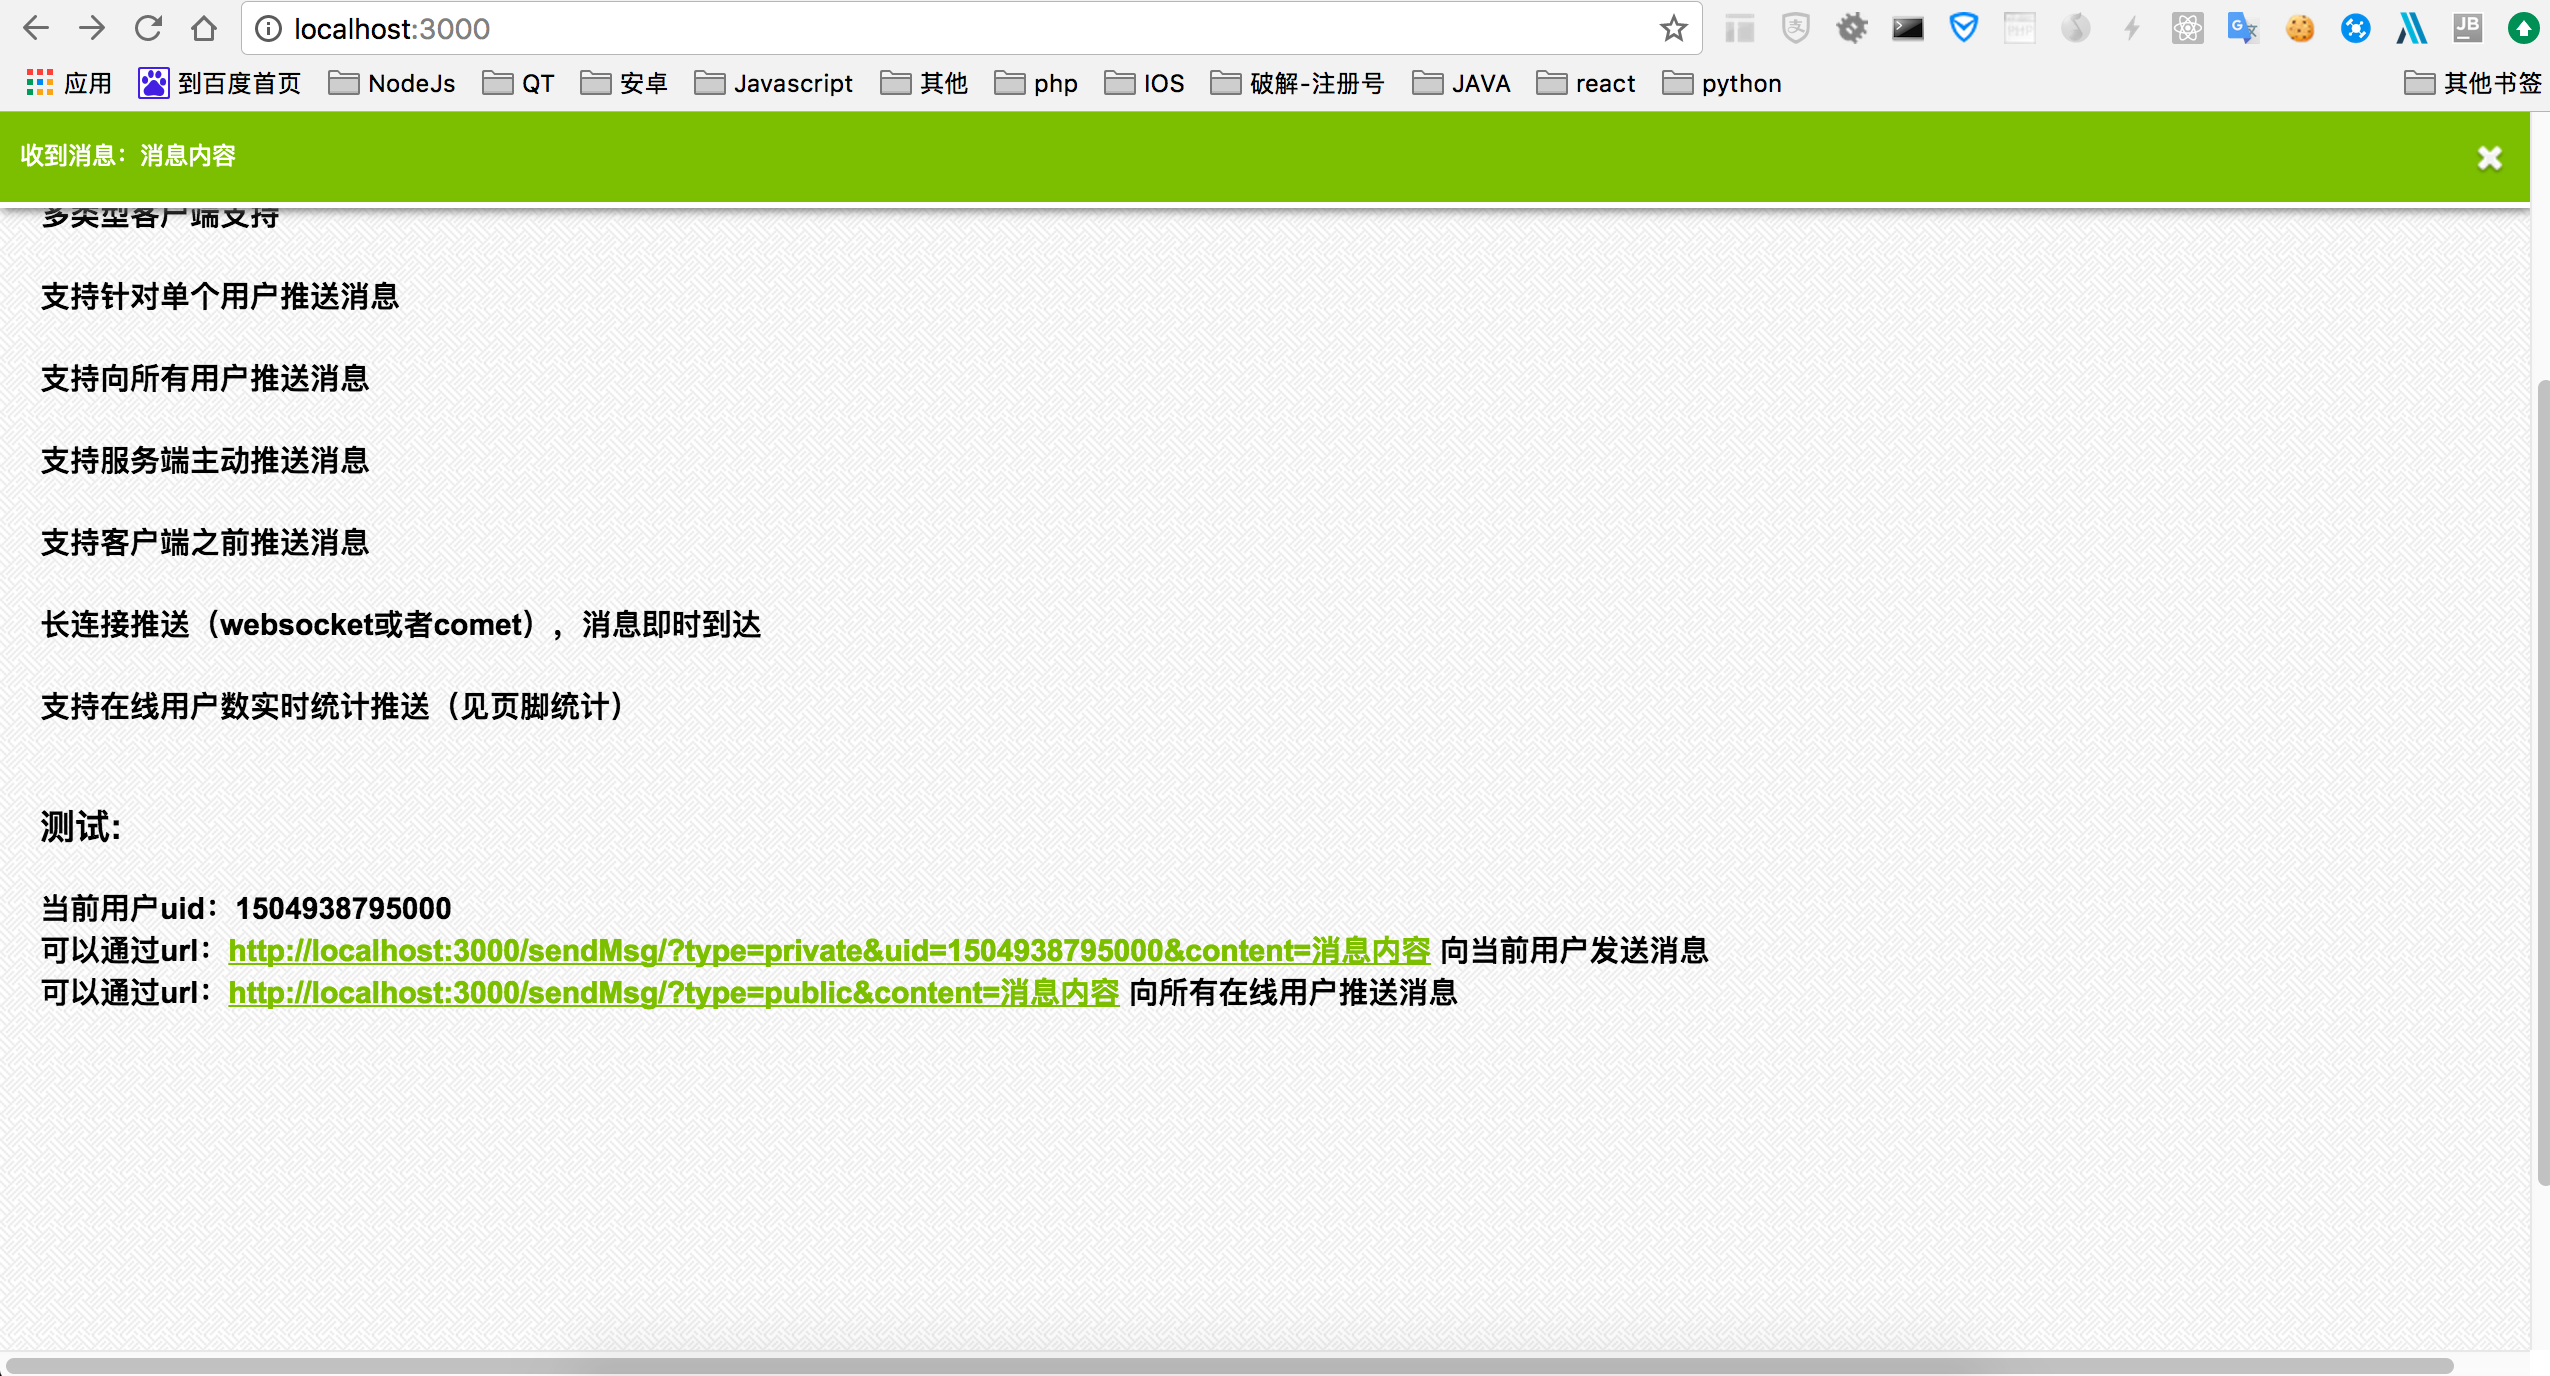 localhost:3000
应用 到百度首页 NodeJs QT 安卓 Javascript 其他 php IOS 破解-注册号 JAVA react python 其他书签
收到消息：消息内容
多类型客户端支持
支持针对单个用户推送消息
支持向所有用户推送消息
支持服务端主动推送消息
支持客户端之前推送消息
长连接推送（websocket或者comet），消息即时到达
支持在线用户数实时统计推送（见页脚统计）
测试:
当前用户uid：1504938795000
可以通过url：http://localhost:3000/sendMsg/?type=private&uid=1504938795000&content=消息内容 向当前用户发送消息
可以通过url：http://localhost:3000/sendMsg/?type=public&content=消息内容 向所有在线用户推送消息